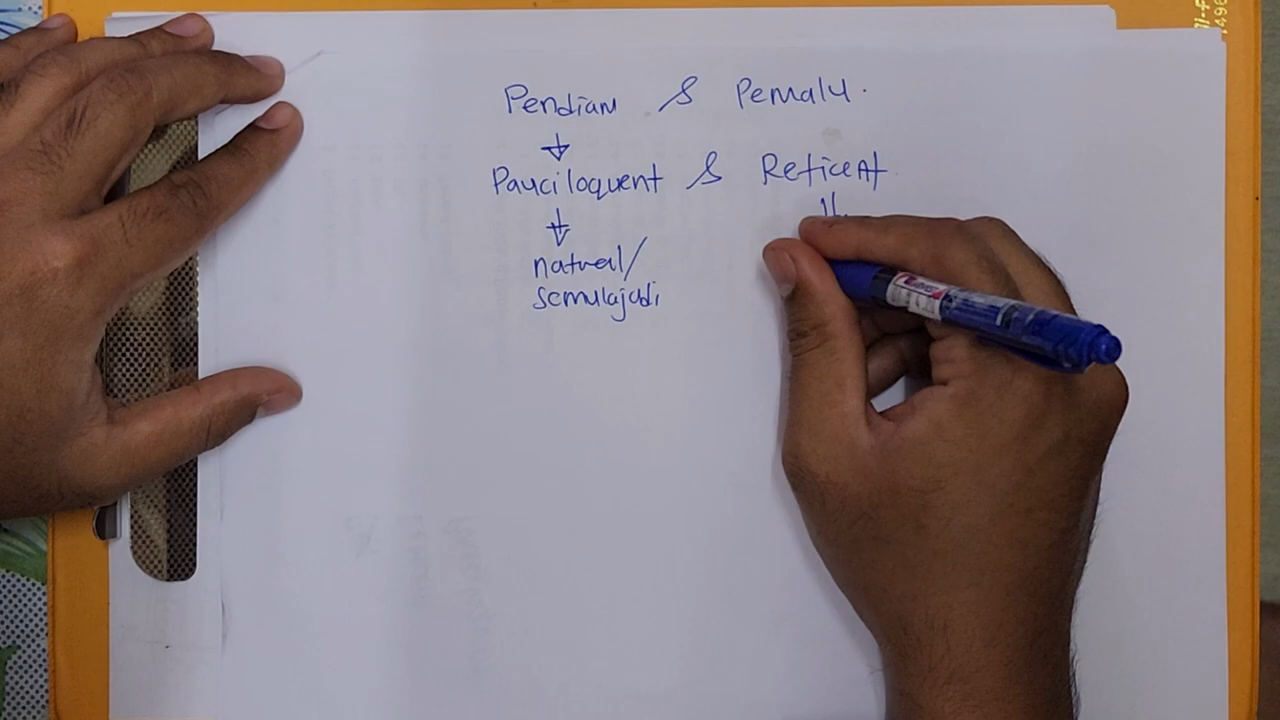 Pendiam & Pemalu.
Pauciloquent & Reticent
natural/
semulajadi